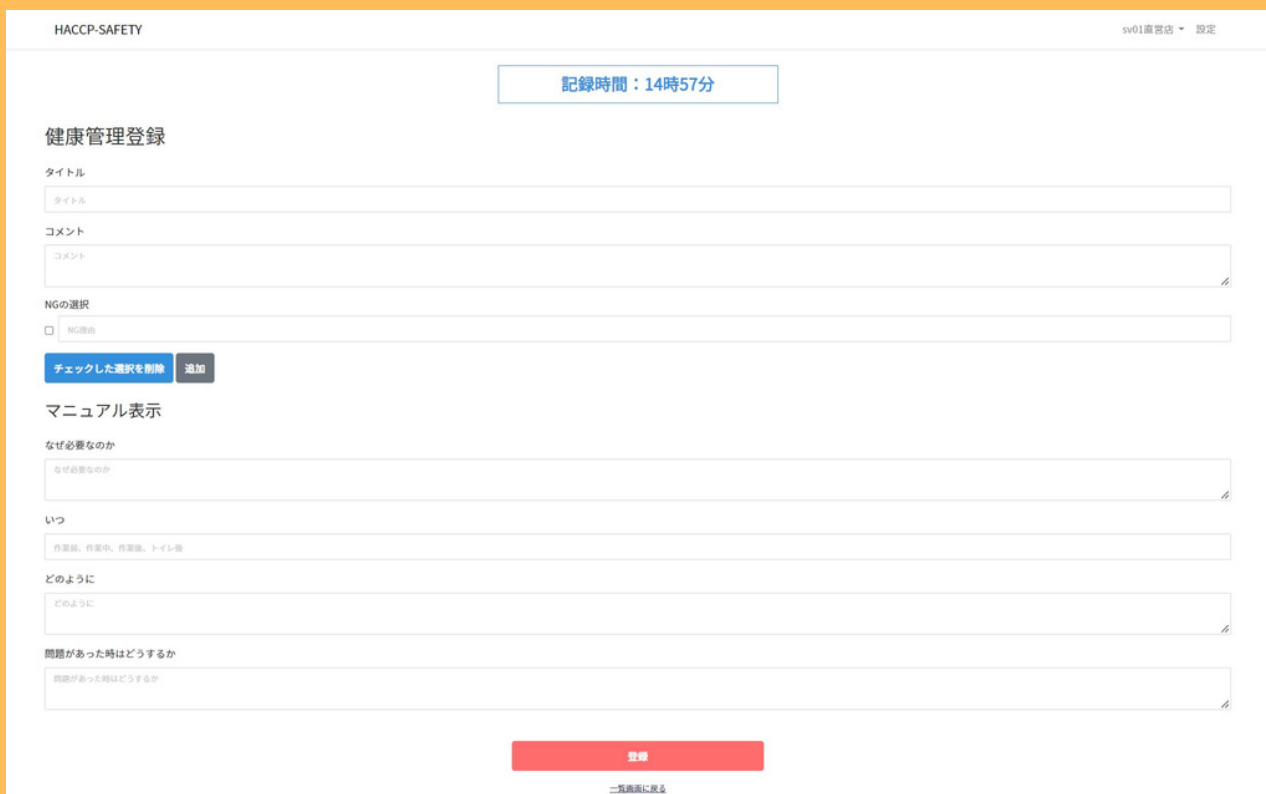 HACCP-SAFETY
sv01直営店 設定
記録時間：14時57分
健康管理登録
タイトル
タイトル
コメント
コメント
NGの選択
NG理由
チェックした選択を削除 追加
マニュアル表示
なぜ必要なのか
なぜ必要なのか
いつ
作業前、作業中、作業後、トイレ後
どのように
どのように
問題があった時はどうするか
問題があった時はどうするか
登録
一覧画面に戻る